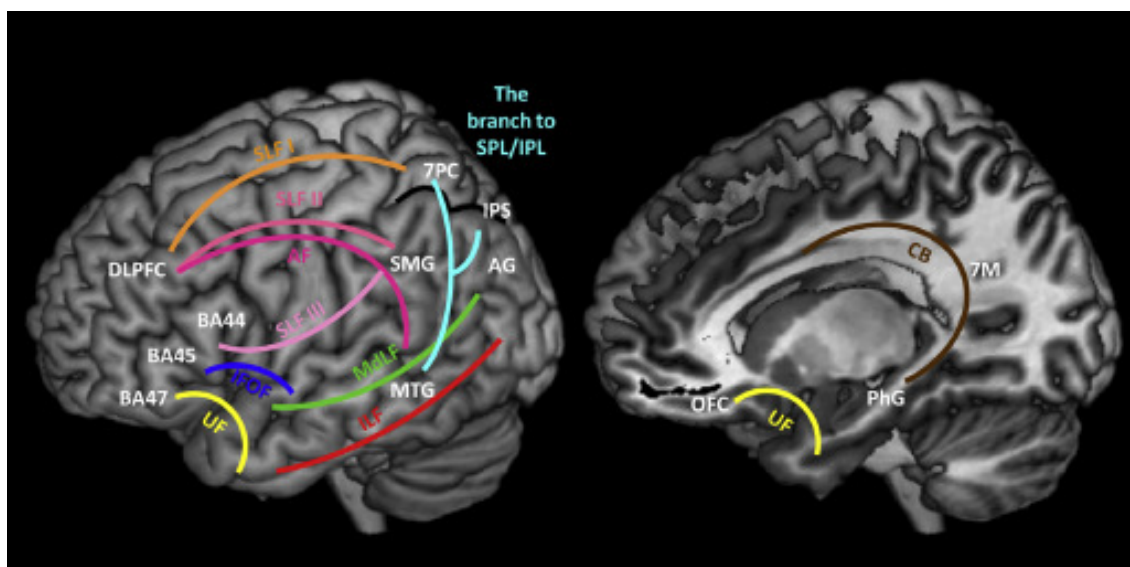 The
branch to
SPL/IPL
SLF I
7PC
SLF II
IPS
DLPFC
AF
SMG
AG
BA44
SLF III
BA45
IFOF
MdLF
BA47
MTG
UF
ILF
CB
7M
OFC
PhG
UF